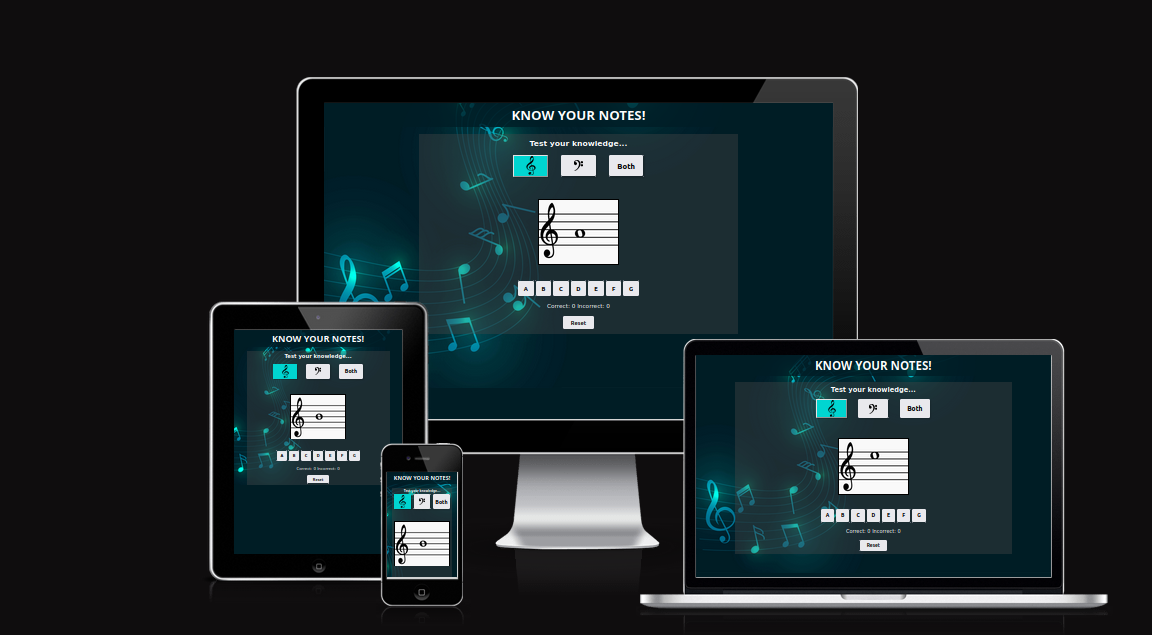 KNOW YOUR NOTES!
Test your knowledge...
Both
A B C D E F G
Correct: 0 Incorrect: 0
Reset
KNOW YOUR NOTES!
Test your knowledge...
Both
A B C D E F G
Correct: 0 Incorrect: 0
Reset
KNOW YOUR NOTES!
Test your knowledge...
Both
KNOW YOUR NOTES!
Test your knowledge...
Both
A B C D E F G
Correct: 0 Incorrect: 0
Reset